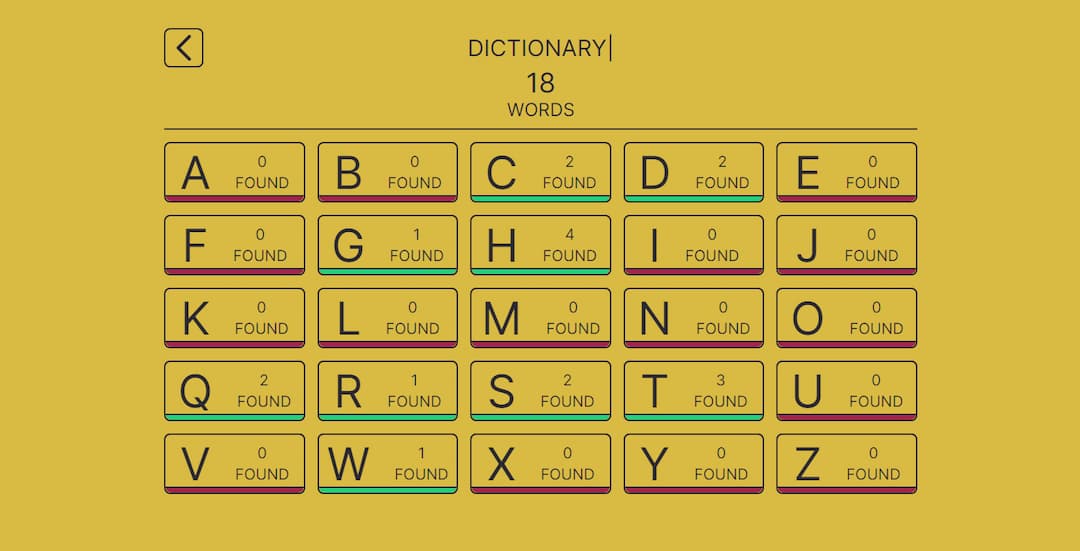 DICTIONARY|
18
WORDS
A 0 FOUND
B 0 FOUND
C 2 FOUND
D 2 FOUND
E 0 FOUND
F 0 FOUND
G 1 FOUND
H 4 FOUND
I 0 FOUND
J 0 FOUND
K 0 FOUND
L 0 FOUND
M 0 FOUND
N 0 FOUND
O 0 FOUND
Q 2 FOUND
R 1 FOUND
S 2 FOUND
T 3 FOUND
U 0 FOUND
V 0 FOUND
W 1 FOUND
X 0 FOUND
Y 0 FOUND
Z 0 FOUND